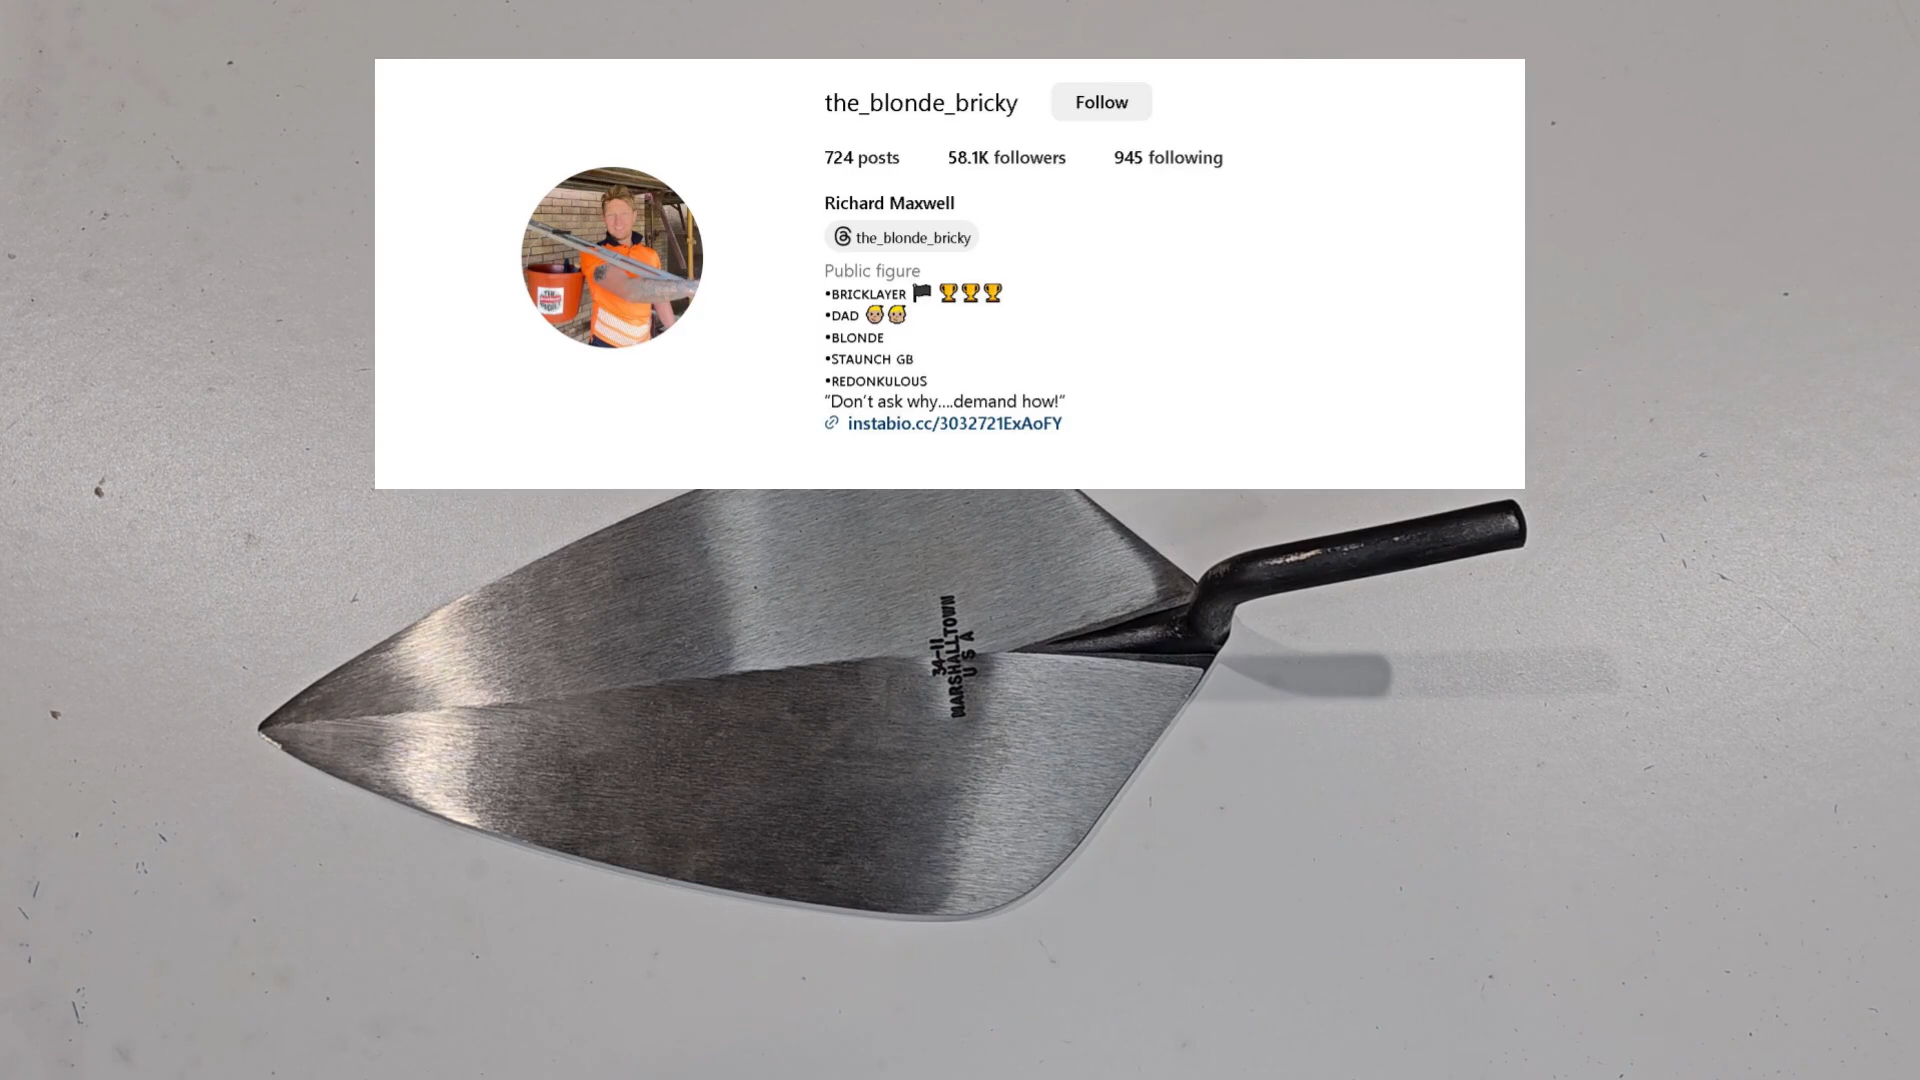 the_blonde_bricky Follow
724 posts 58.1K followers 945 following
Richard Maxwell
the_blonde_bricky
Public figure
•BRICKLAYER 🏴 🏆🏆🏆
•DAD 👶🏼👱🏼
•BLONDE
•STAUNCH GB
•REDONKULOUS
"Don't ask why....demand how!"
instabio.cc/3032721ExAoFY
34-11
MARSHALLTOWN
USA